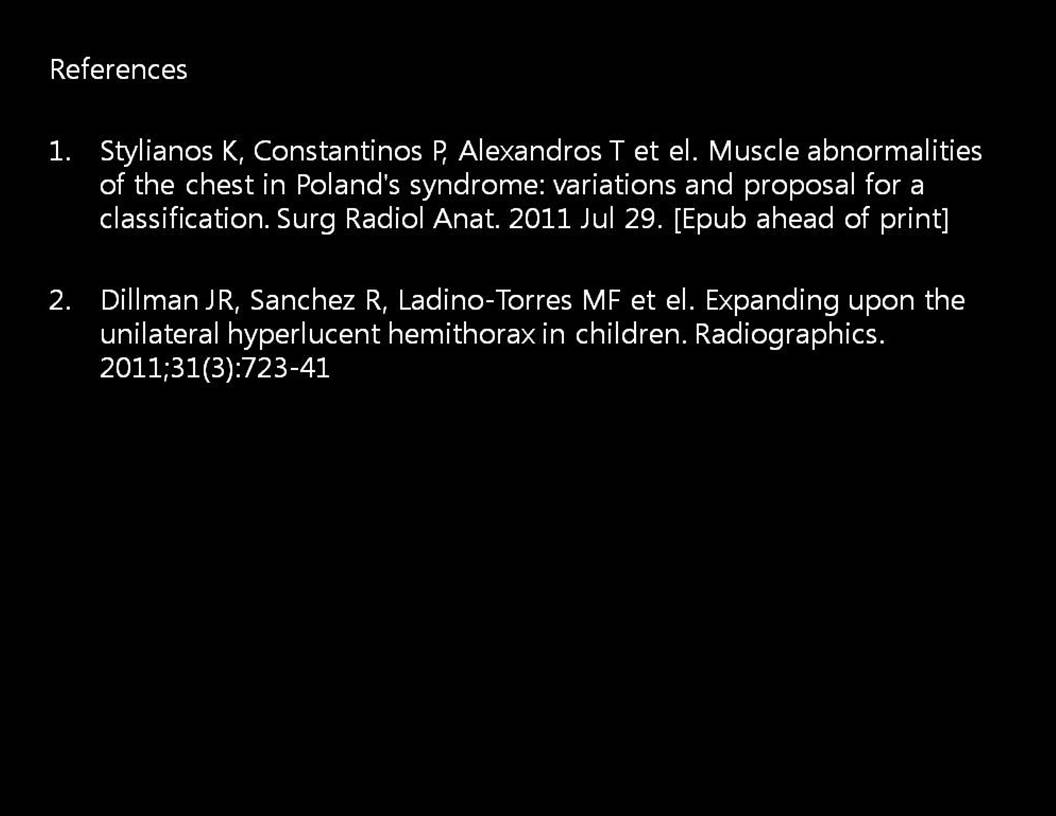 References
1. Stylianos K, Constantinos P, Alexandros T et el. Muscle abnormalities
of the chest in Poland's syndrome: variations and proposal for a
classification. Surg Radiol Anat. 2011 Jul 29. [Epub ahead of print]
2. Dillman JR, Sanchez R, Ladino-Torres MF et el. Expanding upon the
unilateral hyperlucent hemithorax in children. Radiographics.
2011;31(3):723-41